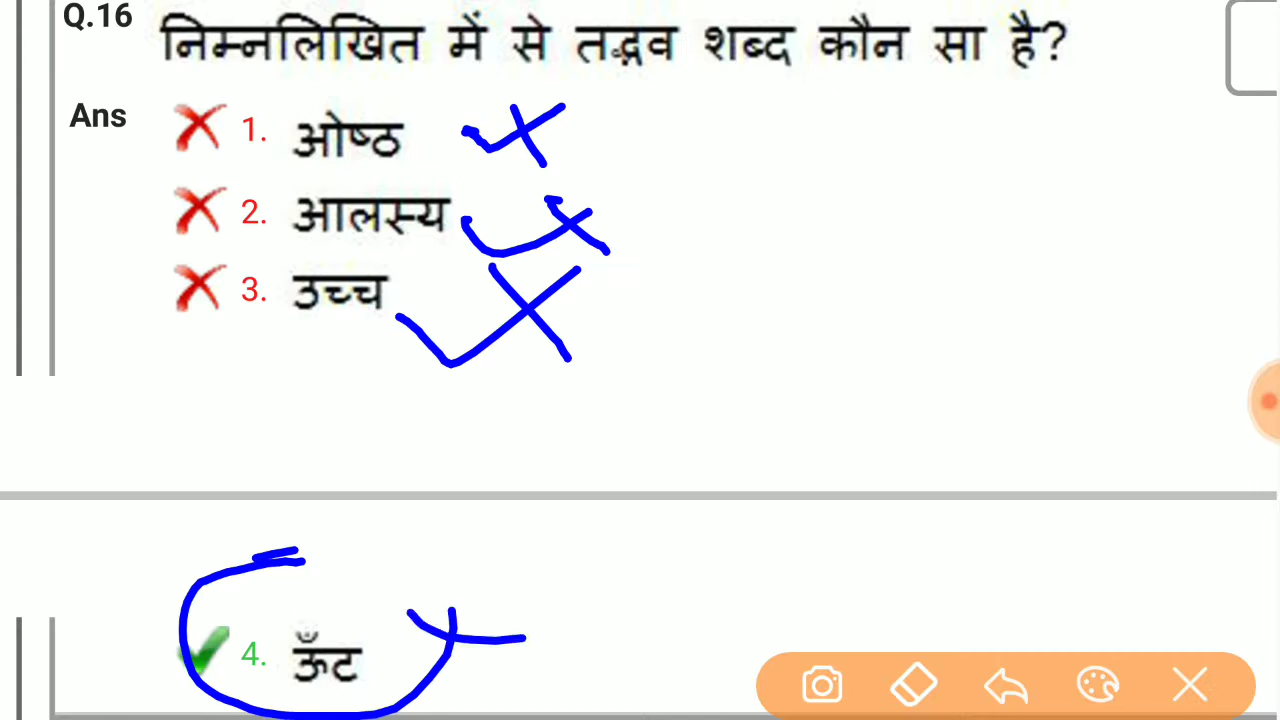 Q.16 निम्नलिखित में से तद्भव शब्द कौन सा है?
Ans 1. ओष्ठ
2. आलस्य
3. उच्च
4. ऊँट